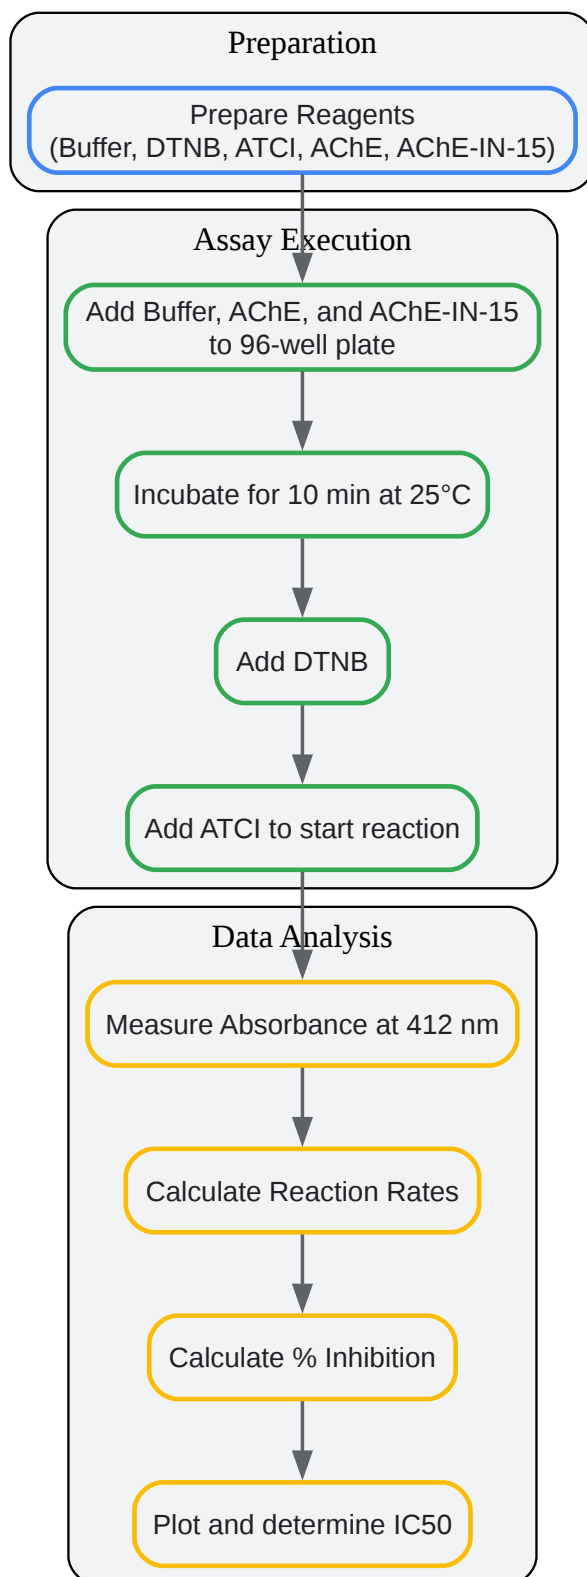 Preparation
Prepare Reagents
(Buffer, DTNB, ATCI, AChE, AChE-IN-15)
Assay Execution
Add Buffer, AChE, and AChE-IN-15
to 96-well plate
Incubate for 10 min at 25°C
Add DTNB
Add ATCI to start reaction
Data Analysis
Measure Absorbance at 412 nm
Calculate Reaction Rates
Calculate % Inhibition
Plot and determine IC50